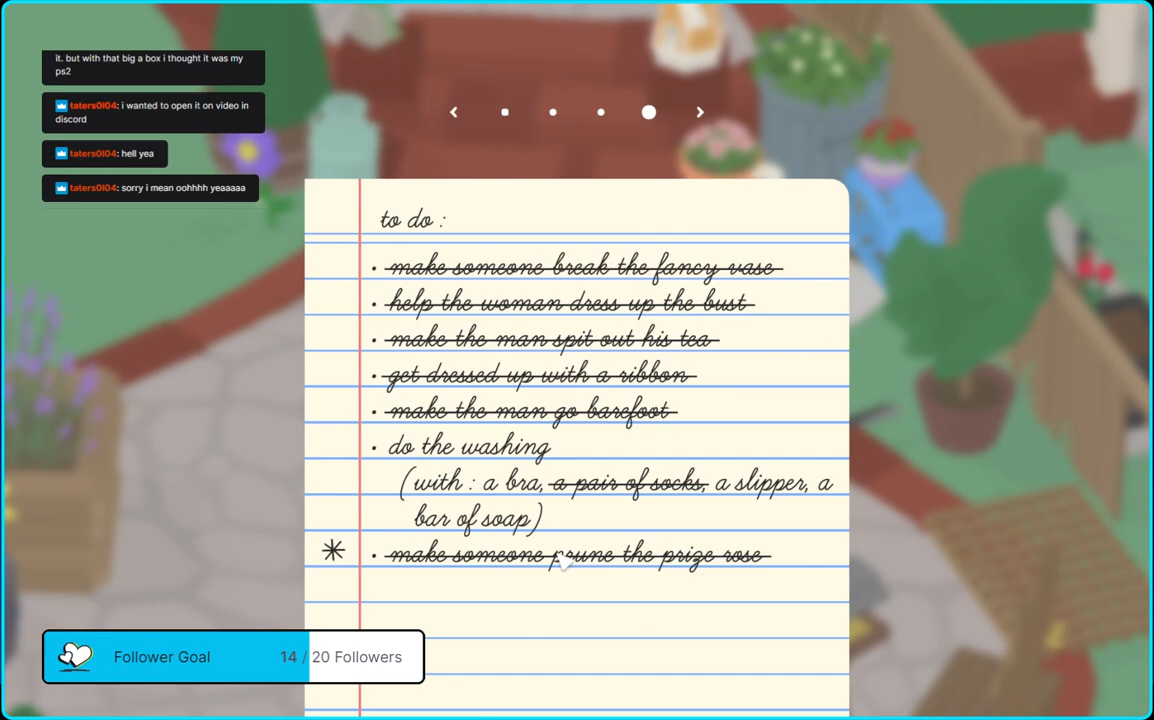 it. but with that big a box i thought it was my
ps2
taters0l04: i wanted to open it on video in
discord
taters0l04: hell yea
taters0l04: sorry i mean oohhhh yeaaaaa
to do :
• make someone break the fancy vase
• help the woman dress up the bust
• make the man spit out his tea
• get dressed up with a ribbon
• make the man go barefoot
• do the washing
(with : a bra, a pair of socks, a slipper, a
bar of soap)
• make someone prune the prize rose
Follower Goal 14 / 20 Followers